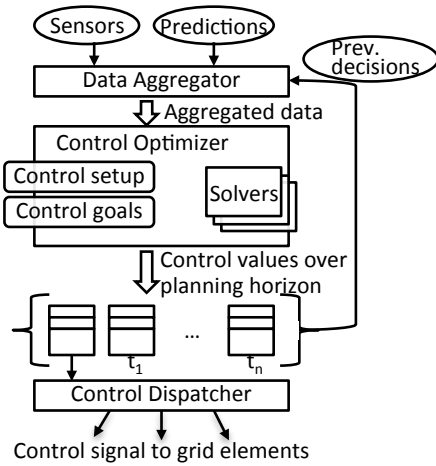 Sensors
Predictions
Prev.
decisions
Data Aggregator
Aggregated data
Control Optimizer
Control setup
Control goals
Solvers
Control values over
planning horizon
...
t1
tn
Control Dispatcher
Control signal to grid elements